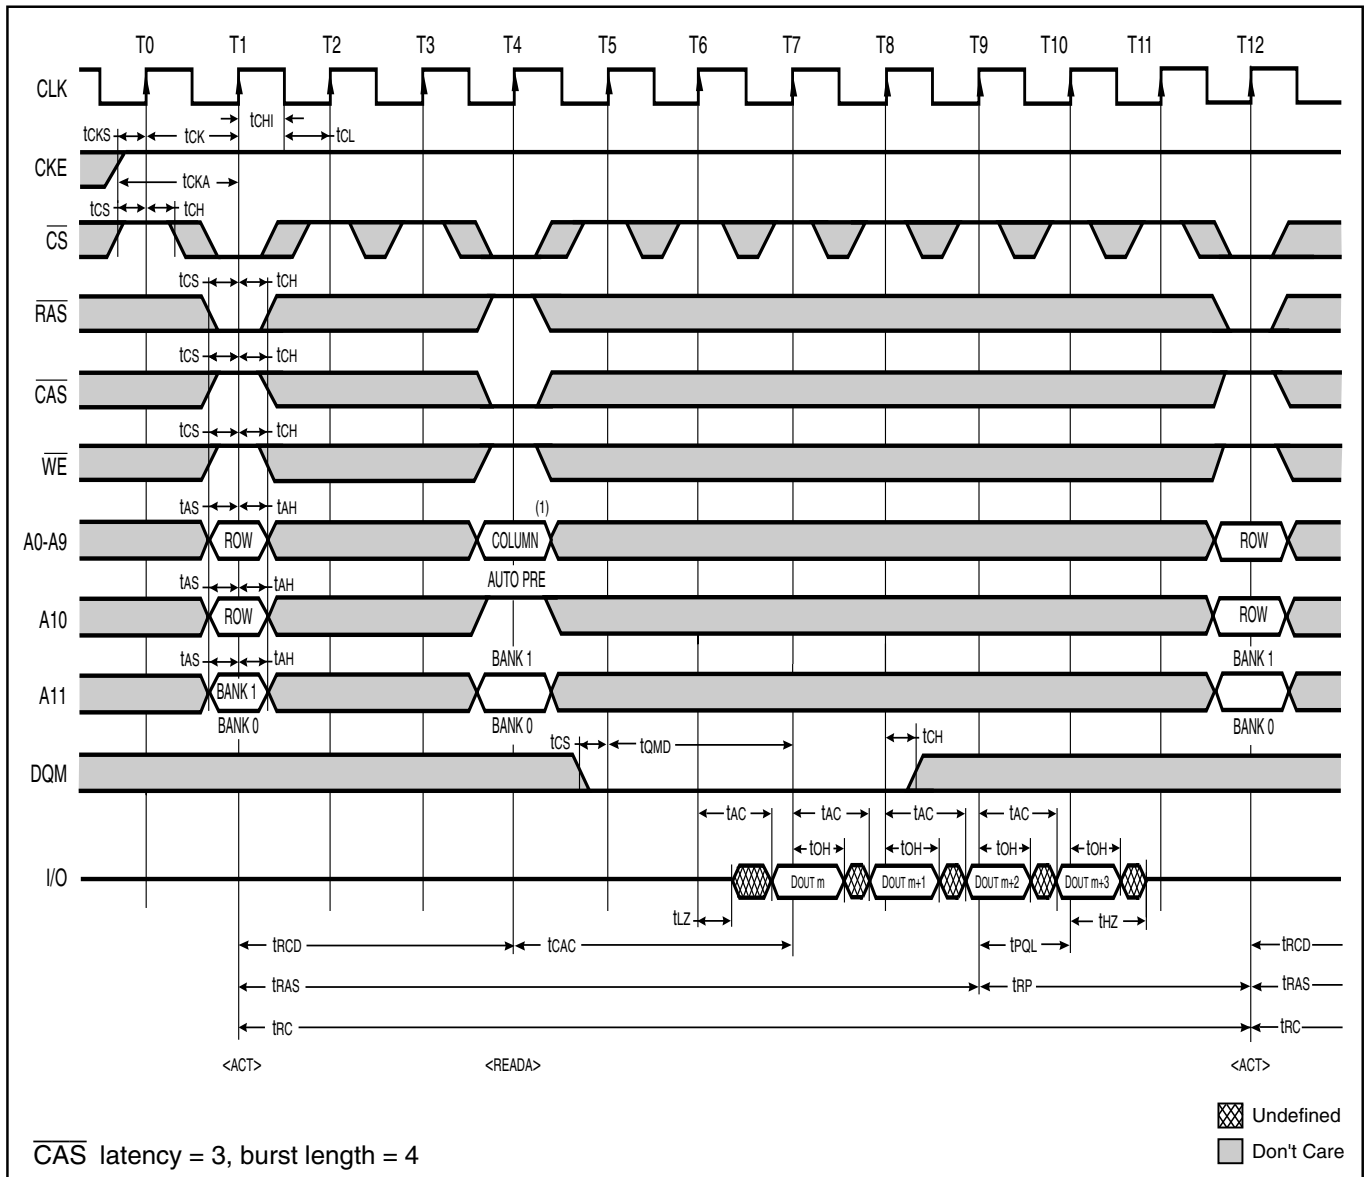 T0 T1 T2 T3 T4 T5 T6 T7 T8 T9 T10 T11 T12
CLK
tCHI
tCKS tCK tCL
CKE
tCKA
tCS tCH
CS
tCS tCH
RAS
tCS tCH
CAS
tCS tCH
WE
tAS tAH (1)
A0-A9 ROW COLUMN ROW
tAS tAH AUTO PRE
A10 ROW ROW
tAS tAH BANK 1 BANK 1
A11 BANK 1
BANK 0 BANK 0 BANK 0
tCS tQMD tCH
DQM
tAC tAC tAC tAC
tOH tOH tOH tOH
I/O DOUT m DOUT m+1 DOUT m+2 DOUT m+3
tLZ tHZ
tRCD tCAC tPQL tRCD
tRAS tRP tRAS
tRC tRC
<ACT> <READA> <ACT>
Undefined
Don't Care
CAS latency = 3, burst length = 4